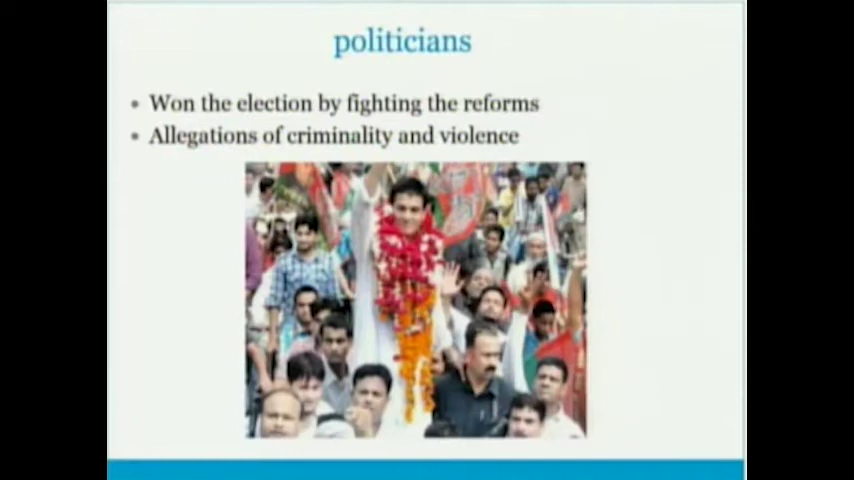 politicians
• Won the election by fighting the reforms
• Allegations of criminality and violence